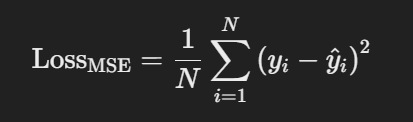 Loss_MSE = \frac{1}{N} \sum_{i=1}^{N} (y_i - \hat{y}_i)^2